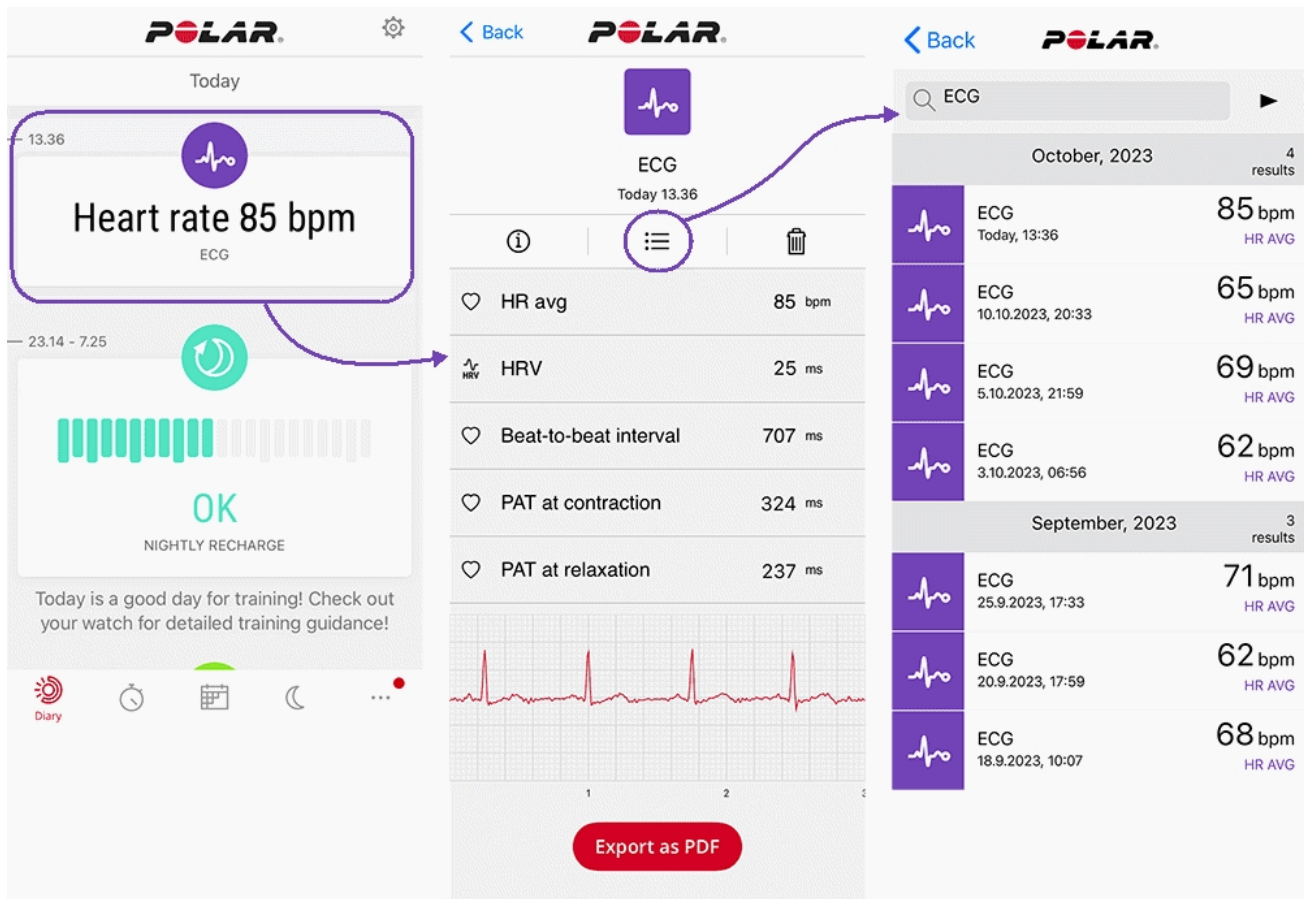 POLAR.
Today
13.36
Heart rate 85 bpm
ECG
23.14 - 7.25
OK
NIGHTLY RECHARGE
Today is a good day for training! Check out
your watch for detailed training guidance!
Diary
Back
POLAR.
ECG
Today 13.36
HR avg 85 bpm
HRV HRV 25 ms
Beat-to-beat interval 707 ms
PAT at contraction 324 ms
PAT at relaxation 237 ms
1 2 3
Export as PDF
Back
POLAR.
ECG
October, 2023 4
results
ECG 85 bpm
Today, 13:36 HR AVG
ECG 65 bpm
10.10.2023, 20:33 HR AVG
ECG 69 bpm
5.10.2023, 21:59 HR AVG
ECG 62 bpm
3.10.2023, 06:56 HR AVG
September, 2023 3
results
ECG 71 bpm
25.9.2023, 17:33 HR AVG
ECG 62 bpm
20.9.2023, 17:59 HR AVG
ECG 68 bpm
18.9.2023, 10:07 HR AVG